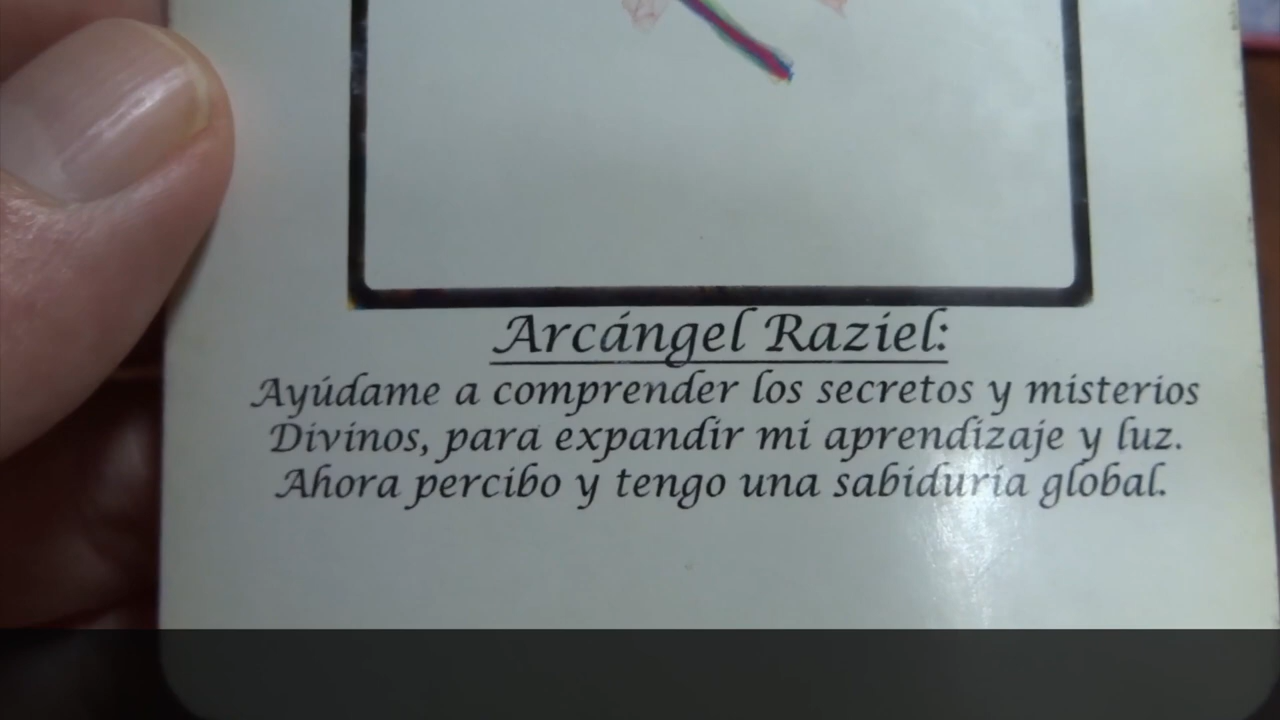 Arcángel Raziel:
Ayúdame a comprender los secretos y misterios
Divinos, para expandir mi aprendizaje y luz.
Ahora percibo y tengo una sabiduría global.